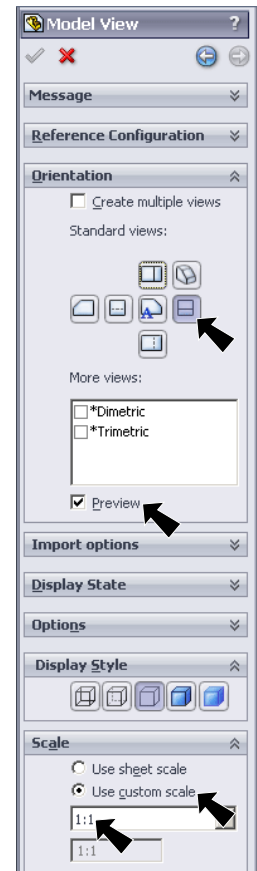 Model View ?
Message
Reference Configuration
Orientation
Create multiple views
Standard views:
A
More views:
*Dimetric
*Trimetric
Preview
Import options
Display State
Options
Display Style
Scale
Use sheet scale
Use custom scale
1:1
1:1